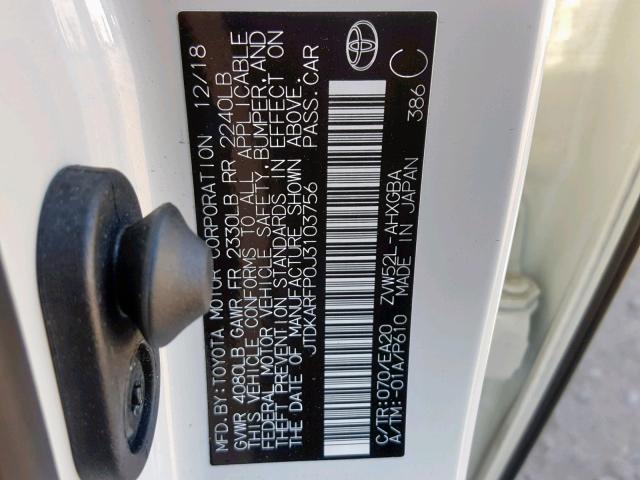 MFD. BY: TOYOTA MOTOR CORPORATION 12/18
GVWR 4080LB GAWR FR 2330LB RR 2240LB
THIS VEHICLE CONFORMS TO ALL APPLICABLE
FEDERAL MOTOR VEHICLE SAFETY, BUMPER, AND
THEFT PREVENTION STANDARDS IN EFFECT ON
THE DATE OF MANUFACTURE SHOWN ABOVE.
JTDKARFP0J3103756 PASS. CAR
C/TR: 070/EA20 ZVW52L-AHXGBA
A/TM: -01A/P610 MADE IN JAPAN 386 C